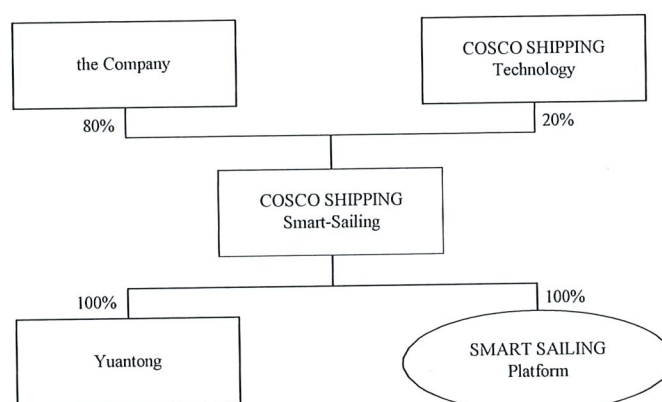 the Company
COSCO SHIPPING
Technology
80%
20%
COSCO SHIPPING
Smart-Sailing
100%
100%
Yuantong
SMART SAILING
Platform